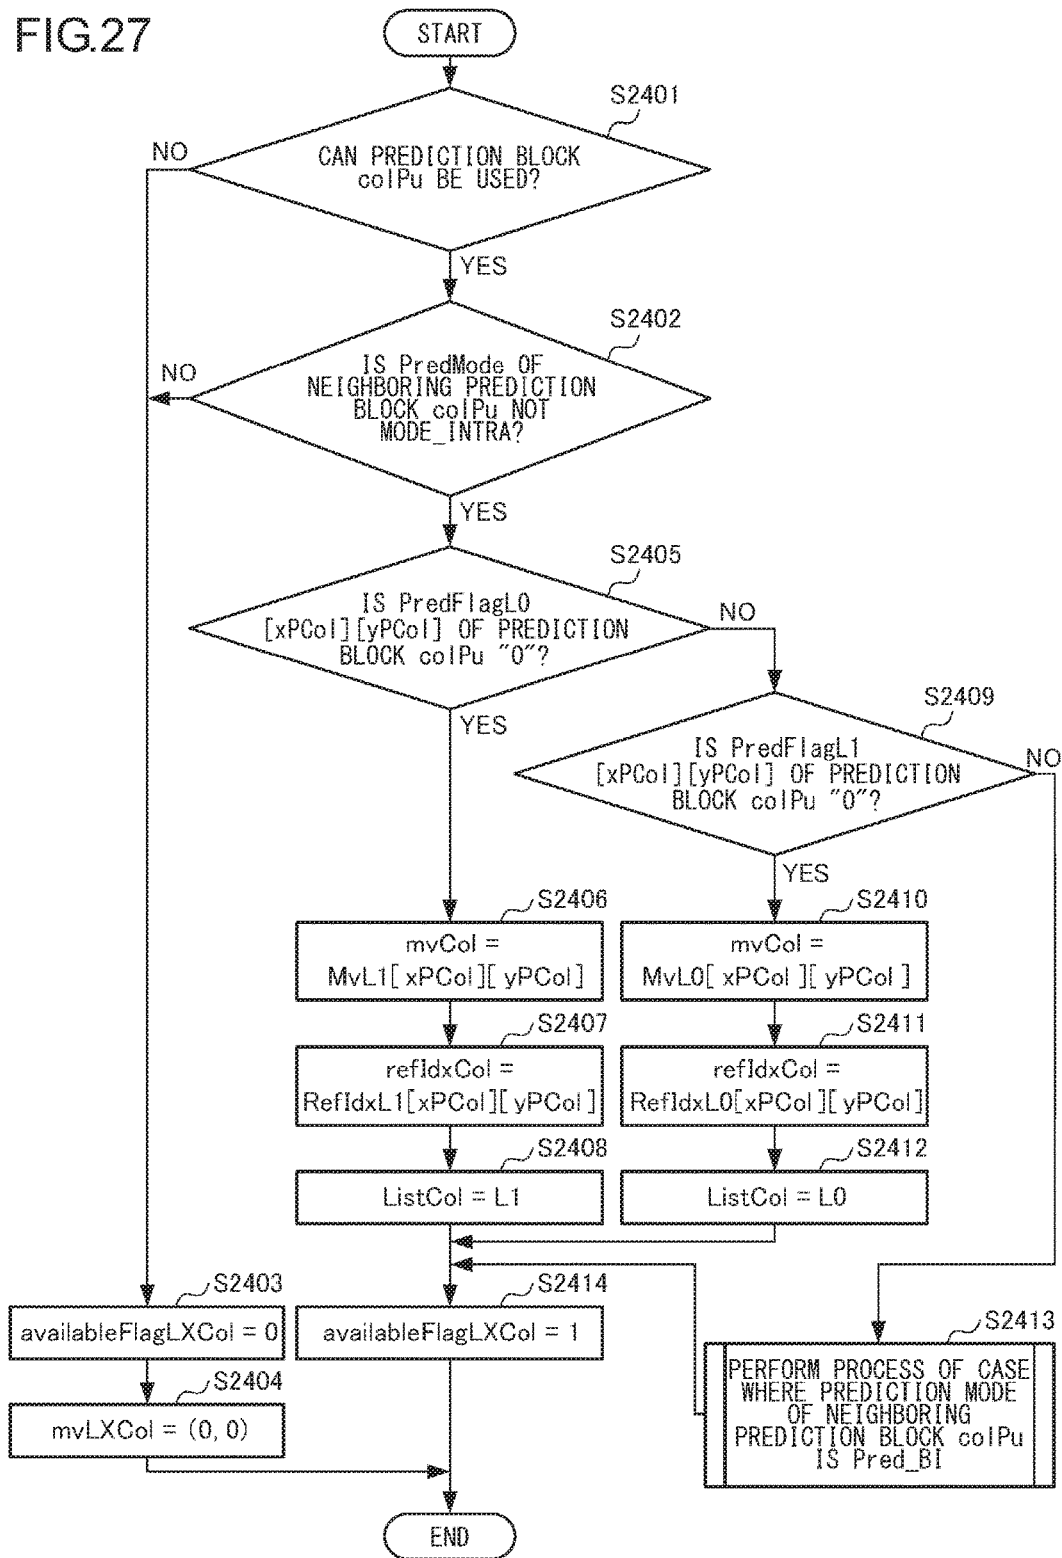 FIG.27
START
S2401
CAN PREDICTION BLOCK
colPu BE USED?
NO
YES
S2402
IS PredMode OF
NEIGHBORING PREDICTION
BLOCK colPu NOT
MODE_INTRA?
NO
YES
S2405
IS PredFlagL0
[xPCol][yPCol] OF PREDICTION
BLOCK colPu "0"?
NO
YES
S2409
IS PredFlagL1
[xPCol][yPCol] OF PREDICTION
BLOCK colPu "0"?
NO
YES
S2406
mvCol =
MvL1[ xPCol][ yPCol]
S2410
mvCol =
MvL0[ xPCol ][ yPCol ]
S2407
refIdxCol =
RefIdxL1[xPCol][ yPCol]
S2411
refIdxCol =
RefIdxL0[xPCol][ yPCol]
S2408
ListCol = L1
S2412
ListCol = L0
S2403
availableFlagLXCol = 0
S2414
availableFlagLXCol = 1
S2413
PERFORM PROCESS OF CASE
WHERE PREDICTION MODE
OF NEIGHBORING
PREDICTION BLOCK colPu
IS Pred_BI
S2404
mvLXCol = (0, 0)
END